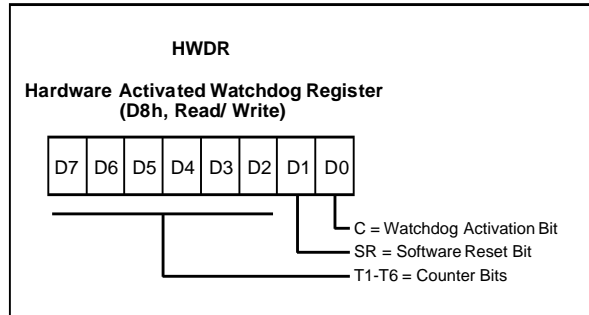 HWDR
Hardware Activated Watchdog Register
(D8h, Read/ Write)
D7 D6 D5 D4 D3 D2 D1 D0
C = Watchdog Activation Bit
SR = Software Reset Bit
T1-T6 = Counter Bits